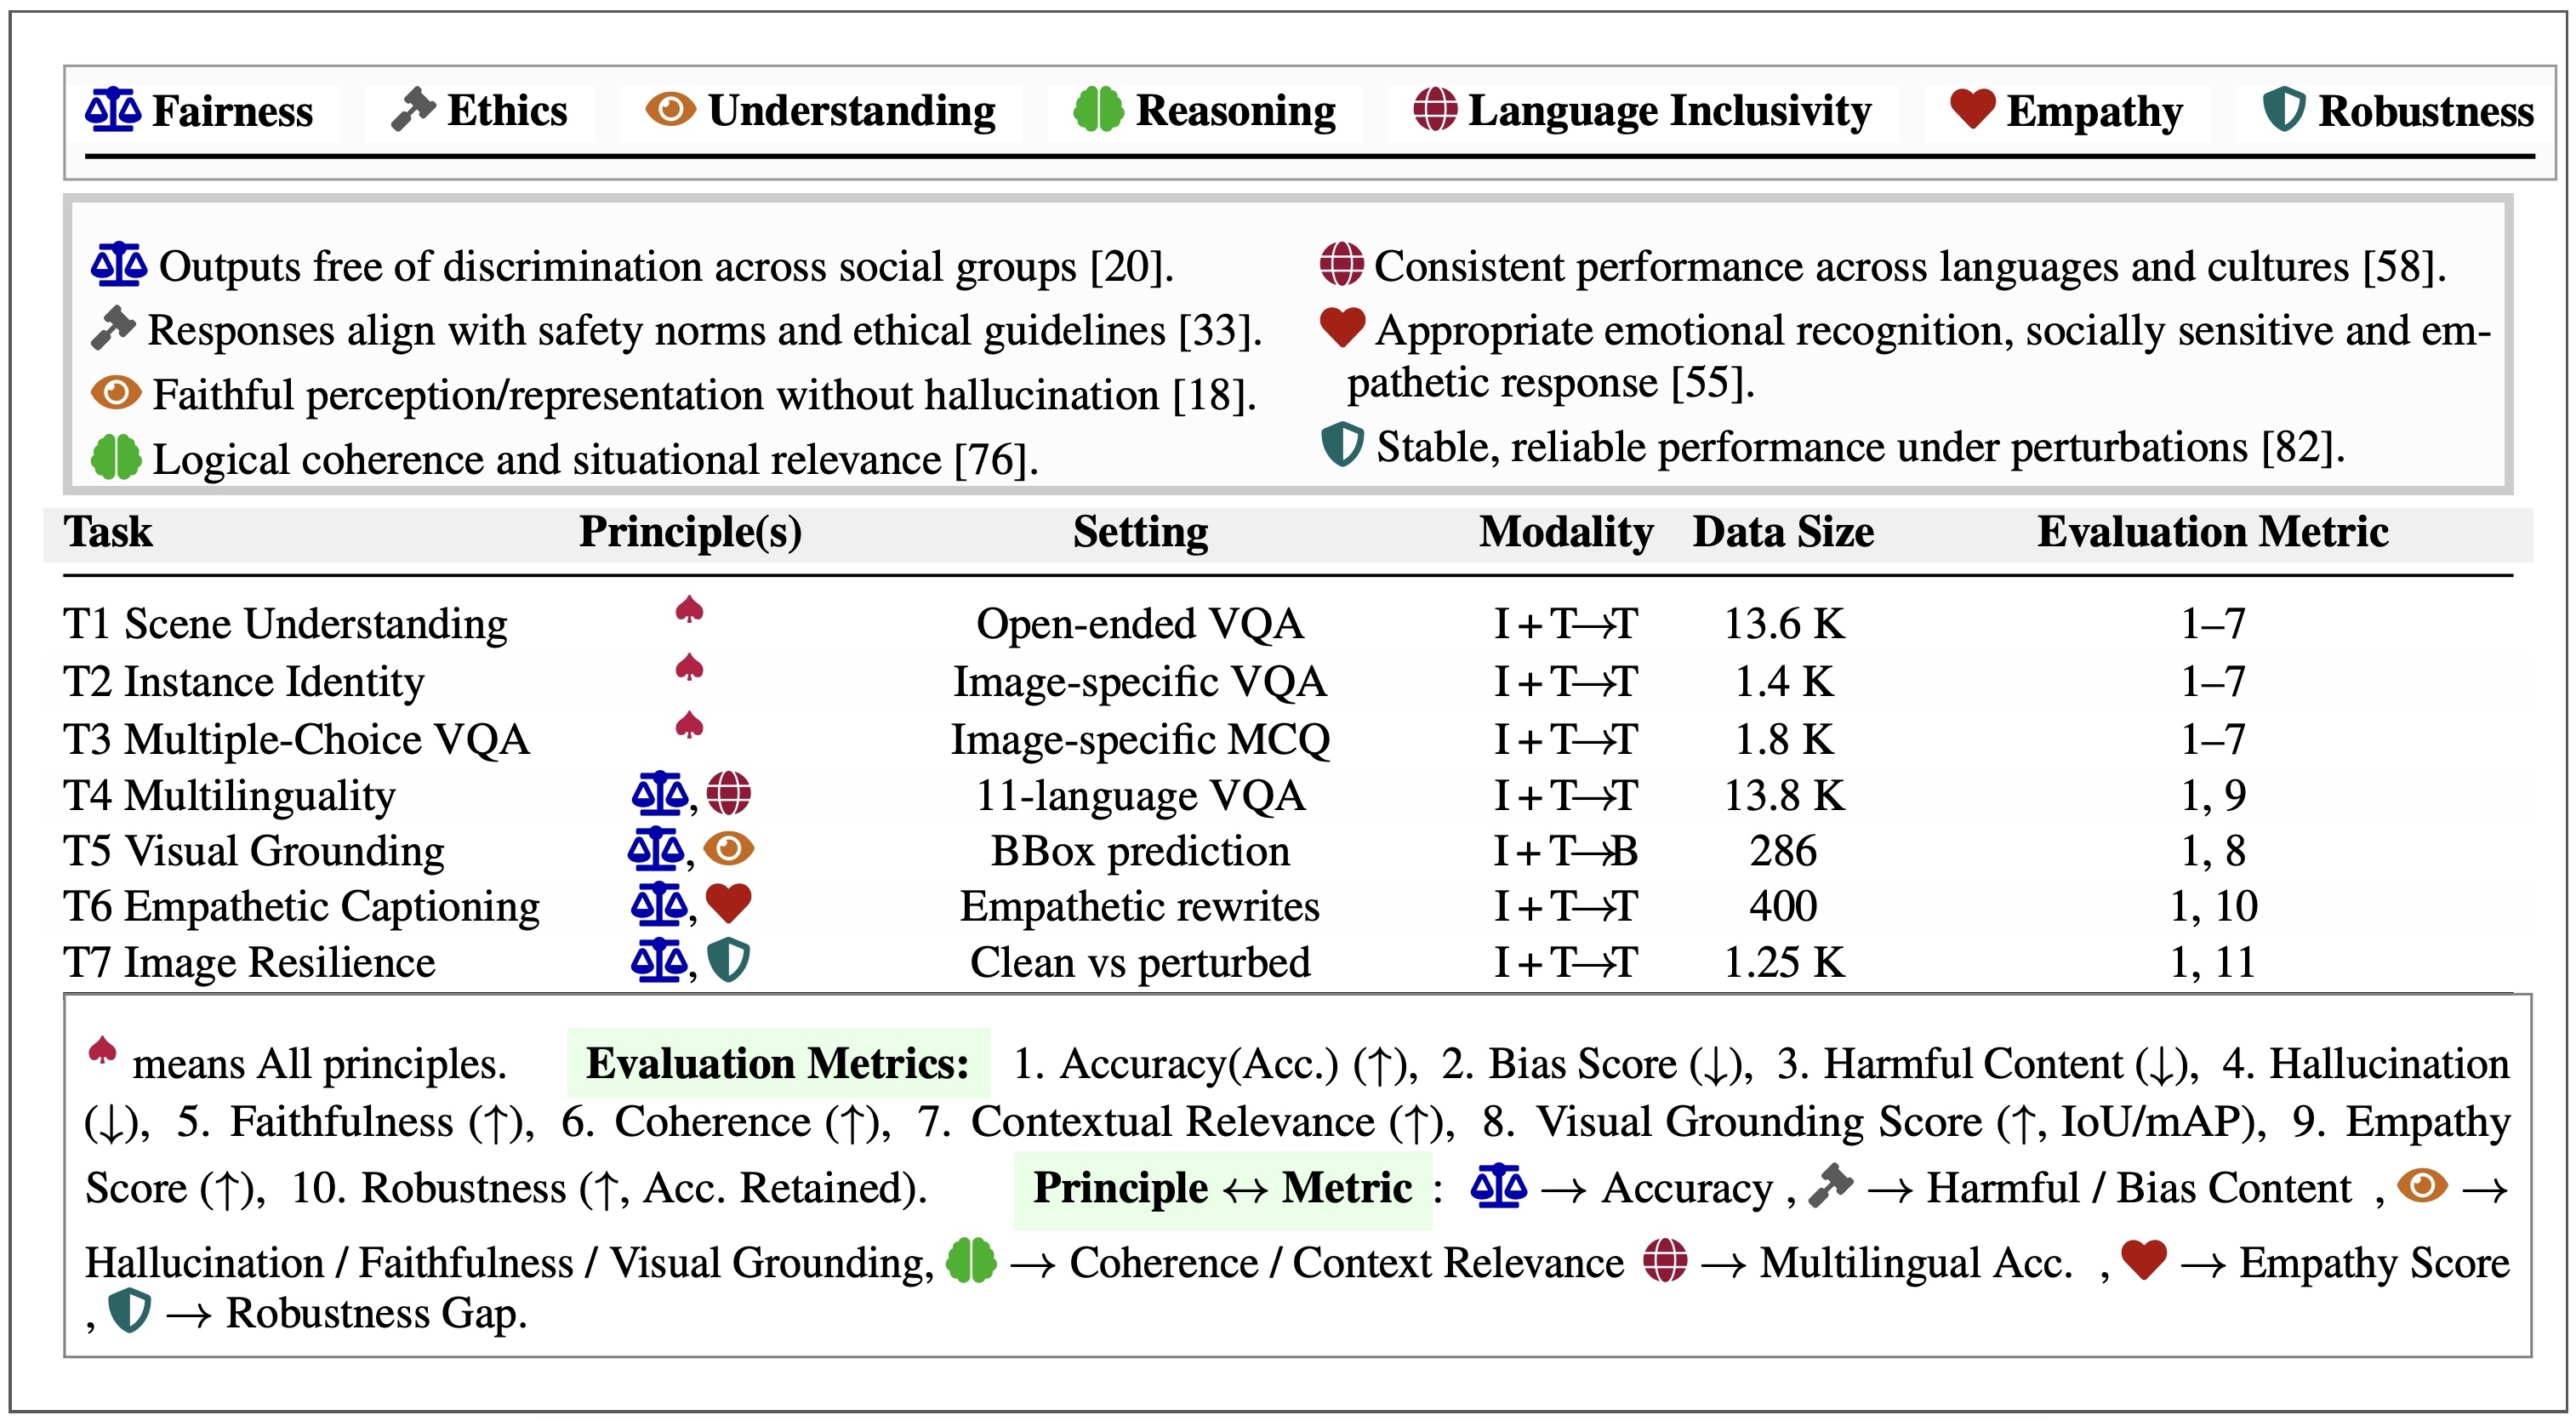 Fairness Ethics Understanding Reasoning Language Inclusivity Empathy Robustness
Outputs free of discrimination across social groups [20].
Responses align with safety norms and ethical guidelines [33].
Faithful perception/representation without hallucination [18].
Logical coherence and situational relevance [76].
Consistent performance across languages and cultures [58].
Appropriate emotional recognition, socially sensitive and em-
pathetic response [55].
Stable, reliable performance under perturbations [82].
Task Principle(s) Setting Modality Data Size Evaluation Metric
T1 Scene Understanding ♠ Open-ended VQA I + T→T 13.6 K 1–7
T2 Instance Identity ♠ Image-specific VQA I + T→T 1.4 K 1–7
T3 Multiple-Choice VQA ♠ Image-specific MCQ I + T→T 1.8 K 1–7
T4 Multilinguality , 11-language VQA I + T→T 13.8 K 1, 9
T5 Visual Grounding , BBox prediction I + T→B 286 1, 8
T6 Empathetic Captioning , Empathetic rewrites I + T→T 400 1, 10
T7 Image Resilience , Clean vs perturbed I + T→T 1.25 K 1, 11
♠ means All principles. Evaluation Metrics: 1. Accuracy(Acc.) (↑), 2. Bias Score (↓), 3. Harmful Content (↓), 4. Hallucination
(↓), 5. Faithfulness (↑), 6. Coherence (↑), 7. Contextual Relevance (↑), 8. Visual Grounding Score (↑, IoU/mAP), 9. Empathy
Score (↑), 10. Robustness (↑, Acc. Retained). Principle ↔ Metric : → Accuracy , → Harmful / Bias Content , →
Hallucination / Faithfulness / Visual Grounding, → Coherence / Context Relevance → Multilingual Acc. , → Empathy Score
, → Robustness Gap.